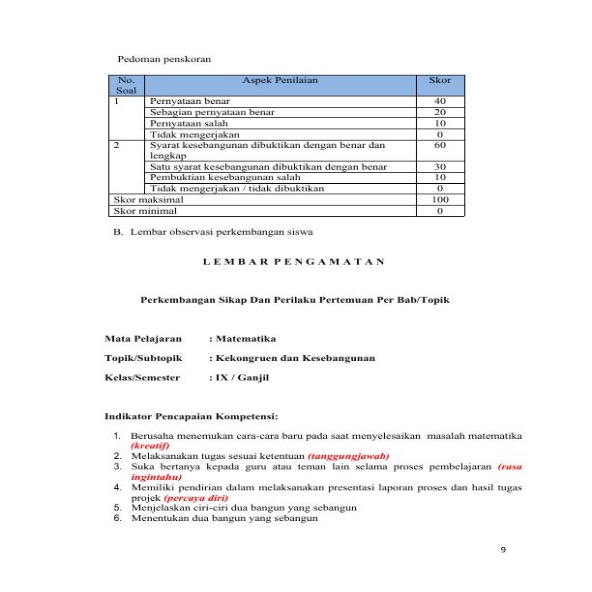 Pedoman penskoran
No. Soal Aspek Penilaian Skor
1 Pernyataan benar 40
Sebagian pernyataan benar 20
Pernyataan salah 10
Tidak mengerjakan 0
2 Syarat kesebangunan dibuktikan dengan benar dan 60
lengkap
Satu syarat kesebangunan dibuktikan dengan benar 30
Pembuktian kesebangunan salah 10
Tidak mengerjakan / tidak dibuktikan 0
Skor maksimal 100
Skor minimal 0
B. Lembar observasi perkembangan siswa
L E M B A R P E N G A M A T A N
Perkembangan Sikap Dan Perilaku Pertemuan Per Bab/Topik
Mata Pelajaran : Matematika
Topik/Subtopik : Kekongruen dan Kesebangunan
Kelas/Semester : IX / Ganjil
Indikator Pencapaian Kompetensi:
1. Berusaha menemukan cara-cara baru pada saat menyelesaikan masalah matematika
(kreatif)
2. Melaksanakan tugas sesuai ketentuan (tanggungjawab)
3. Suka bertanya kepada guru atau teman lain selama proses pembelajaran (rasa
ingintahu)
4. Memiliki pendirian dalam melaksanakan presentasi laporan proses dan hasil tugas
projek (percaya diri)
5. Menjelaskan ciri-ciri dua bangun yang sebangun
6. Menentukan dua bangun yang sebangun
9